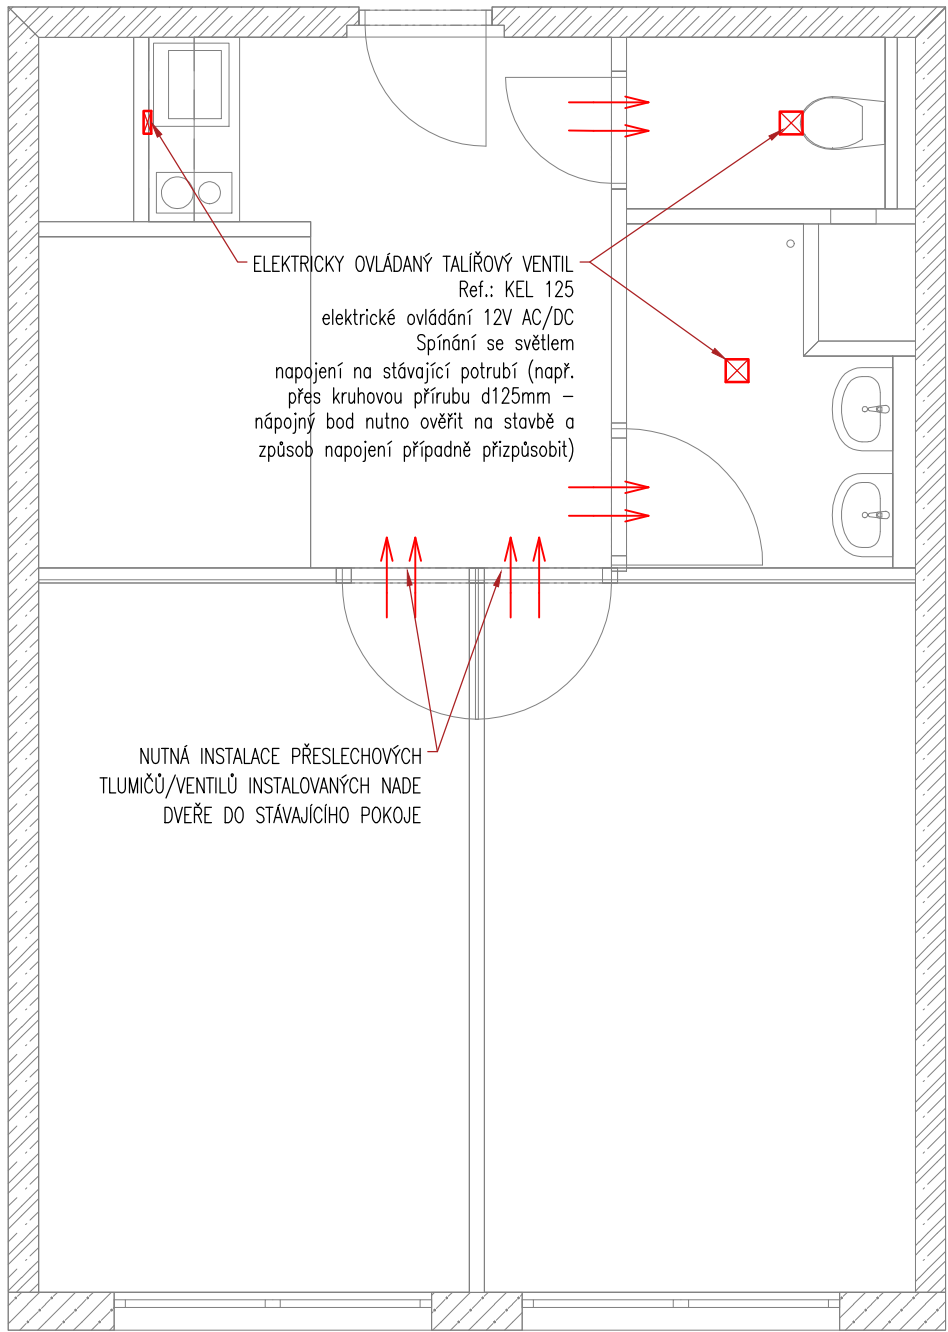 ELEKTRICKY OVLÁDANÝ TALÍŘOVÝ VENTIL
Ref.: KEL 125
elektrické ovládání 12V AC/DC
Spínání se světlem
napojení na stávající potrubí (např.
přes kruhovou přírubu d125mm –
nápojný bod nutno ověřit na stavbě a
způsob napojení případně přizpůsobit)
NUTNÁ INSTALACE PŘESLECHOVÝCH
TLUMIČŮ/VENTILŮ INSTALOVANÝCH NADE
DVEŘE DO STÁVAJÍCÍHO POKOJE